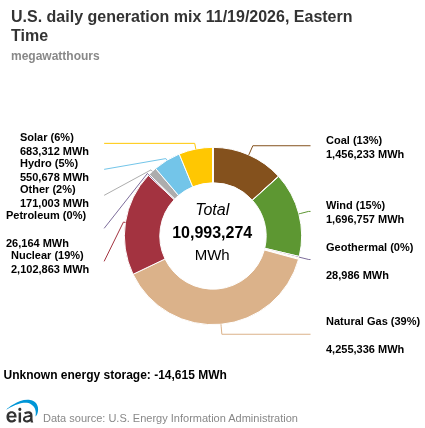 U.S. daily generation mix 11/19/2026, Eastern
Time
megawatthours
Solar (6%)
683,312 MWh
Hydro (5%)
550,678 MWh
Other (2%)
171,003 MWh
Petroleum (0%)
26,164 MWh
Nuclear (19%)
2,102,863 MWh
Total
10,993,274
MWh
Coal (13%)
1,456,233 MWh
Wind (15%)
1,696,757 MWh
Geothermal (0%)
28,986 MWh
Natural Gas (39%)
4,255,336 MWh
Unknown energy storage: -14,615 MWh
eia
Data source: U.S. Energy Information Administration